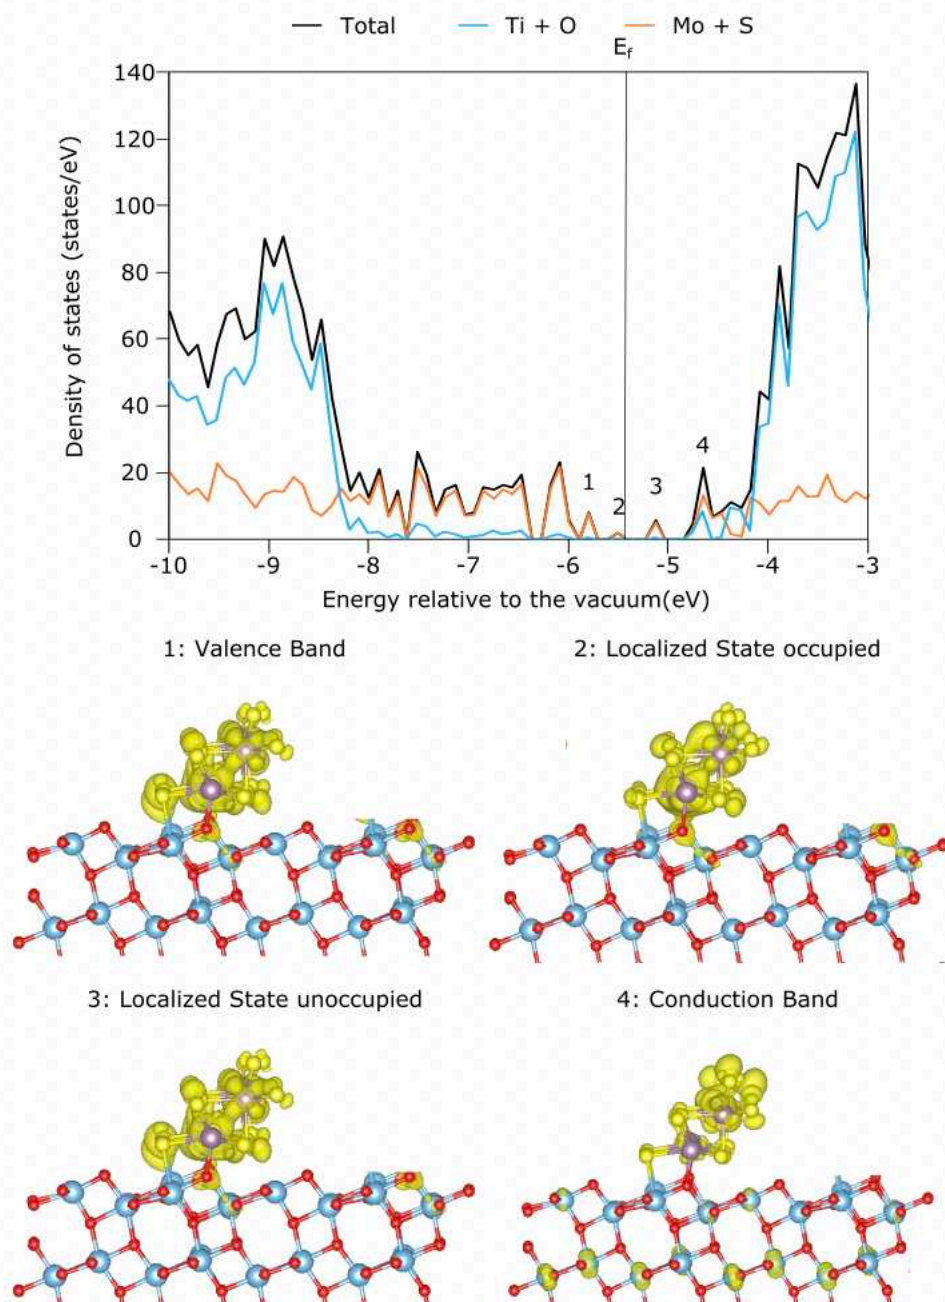 Total Ti + O Mo + S
Ef
140
120
100
80
60
40
20
0
Density of states (states/eV)
1
2
3
4
-10 -9 -8 -7 -6 -5 -4 -3
Energy relative to the vacuum(eV)
1: Valence Band 2: Localized State occupied
3: Localized State unoccupied 4: Conduction Band